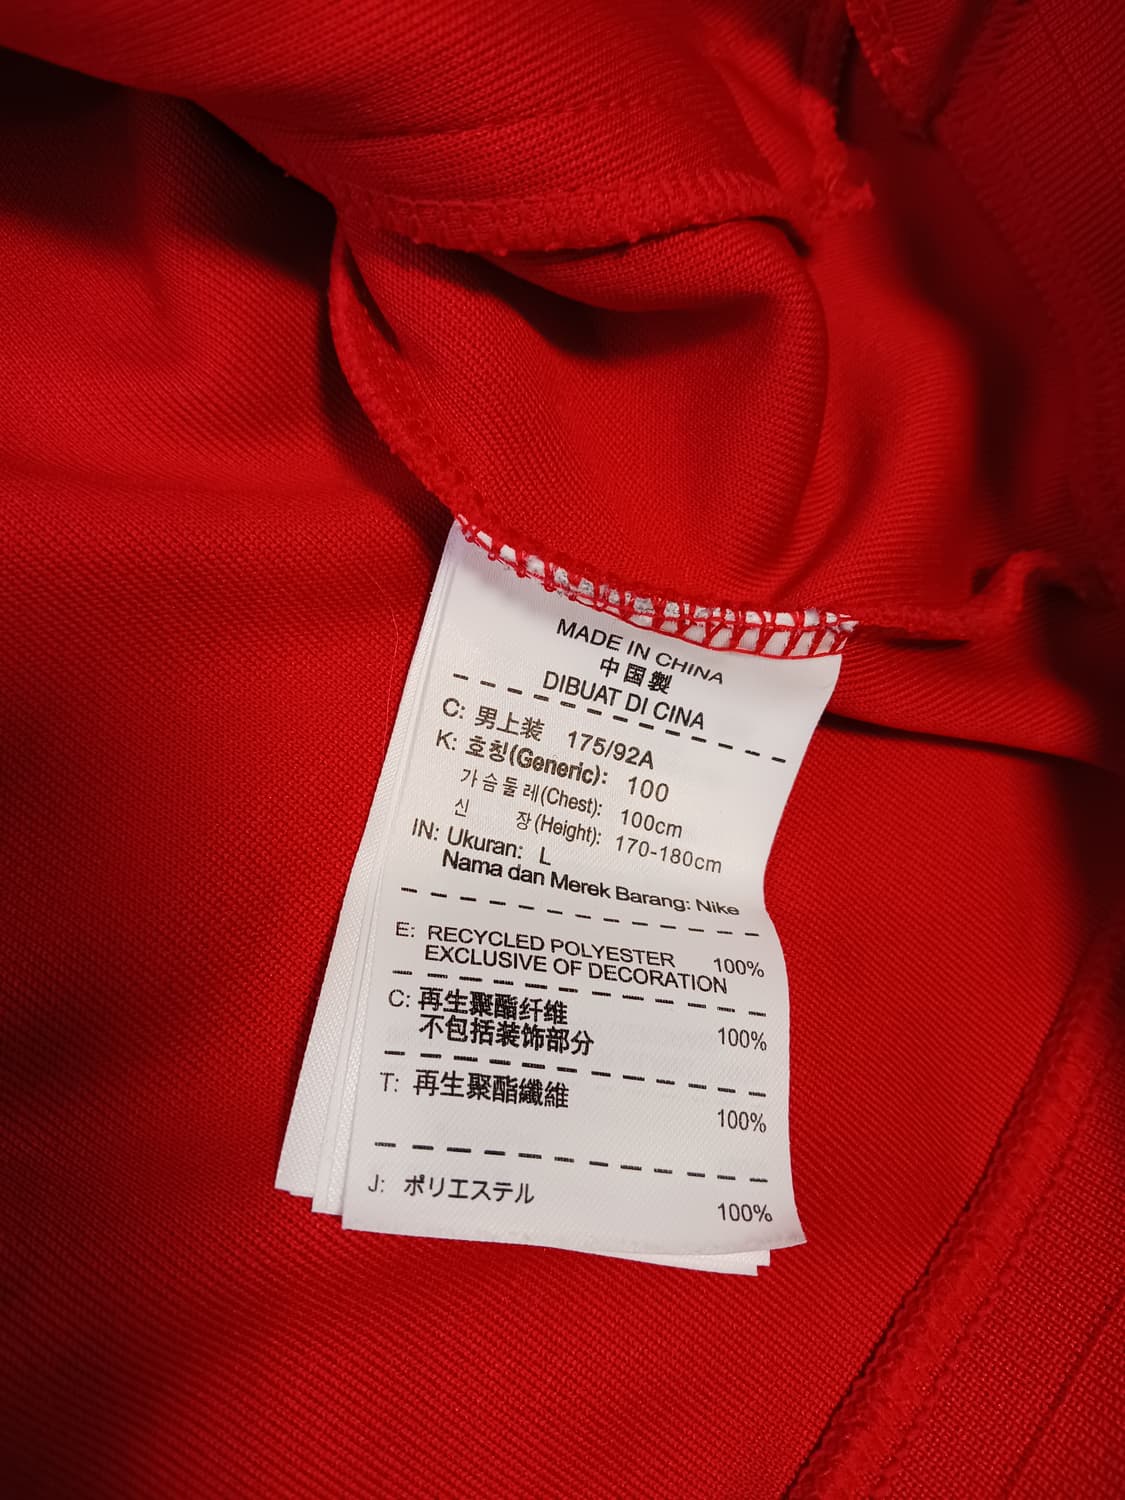 MADE IN CHINA
中国製
DIBUAT DI CINA
C: 男上装 175/92A
K: 호칭(Generic): 100
가슴둘레(Chest): 100cm
신 장(Height): 170-180cm
IN: Ukuran: L
Nama dan Merek Barang: Nike
E: RECYCLED POLYESTER 100%
EXCLUSIVE OF DECORATION
C: 再生聚酯纤维 100%
不包括装饰部分
T: 再生聚酯纖維 100%
J: ポリエステル 100%